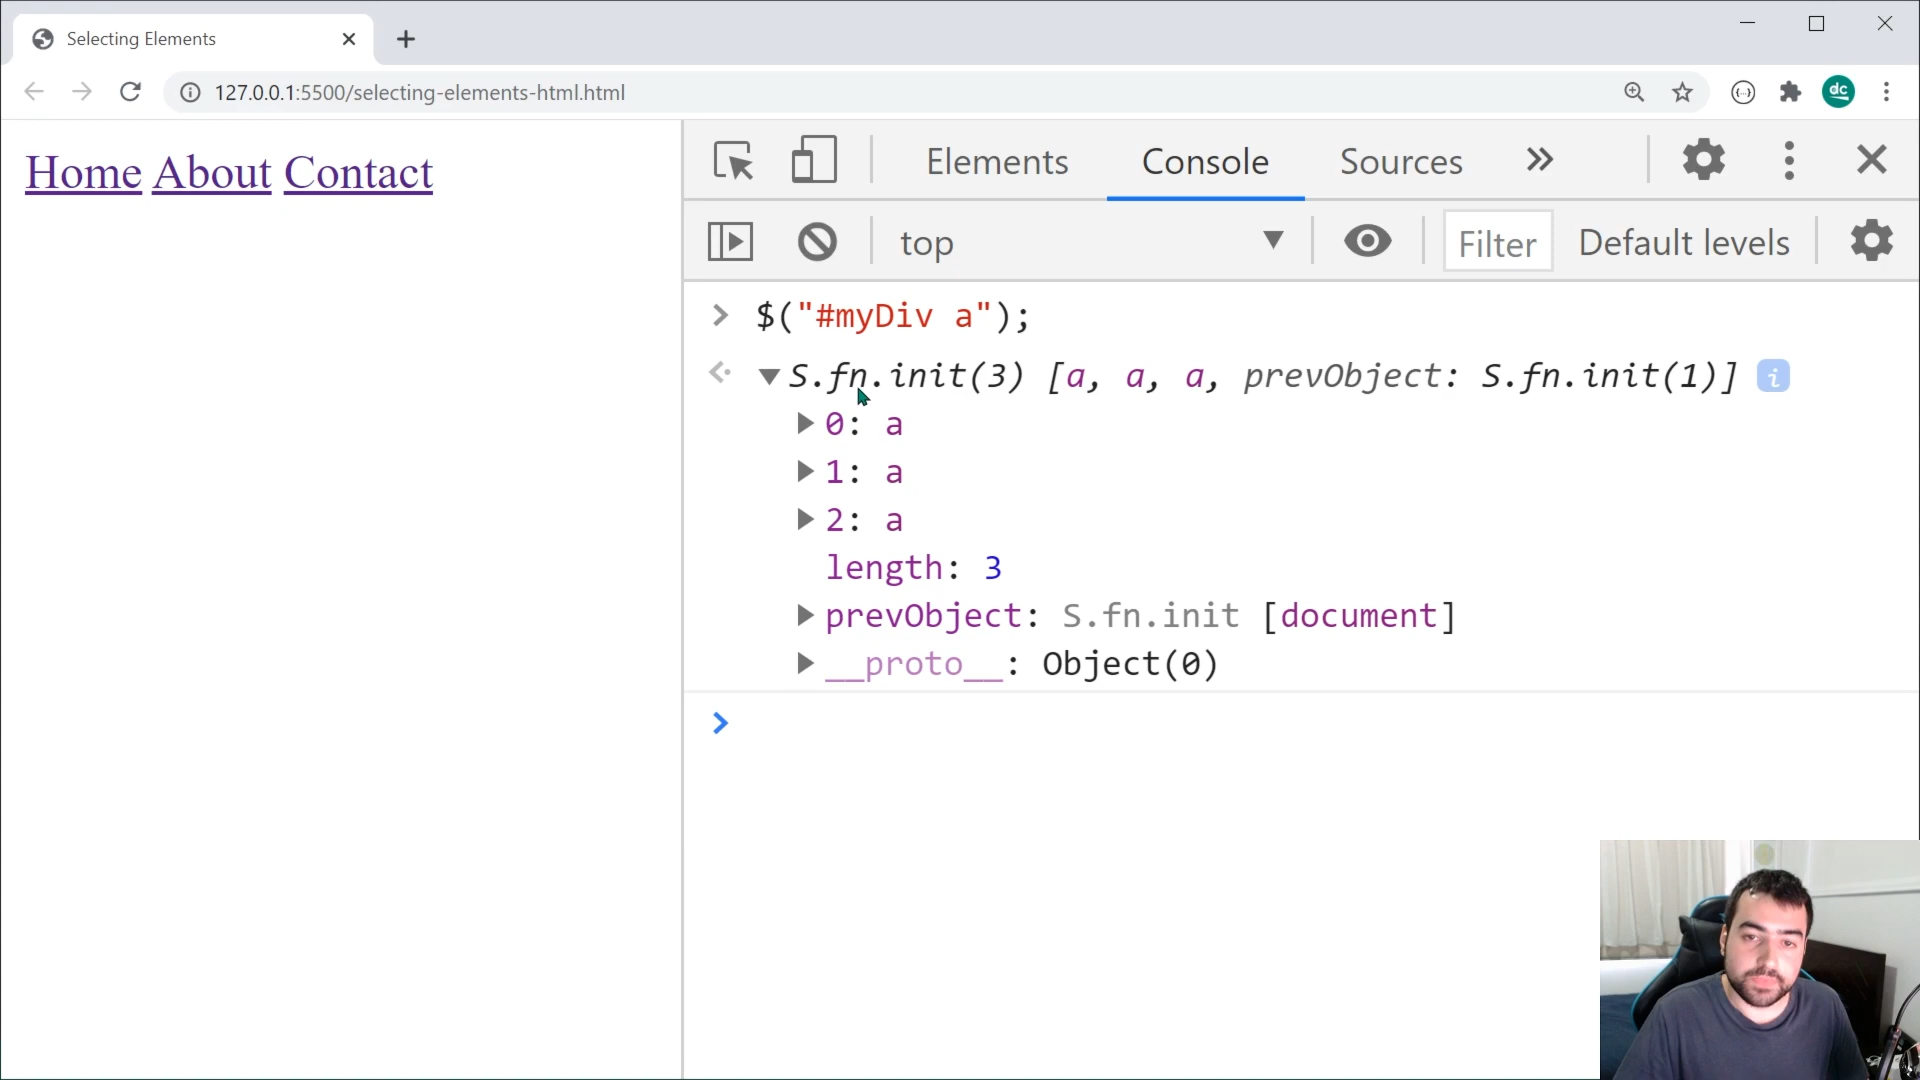 Selecting Elements
127.0.0.1:5500/selecting-elements-html.html
dc
Home About Contact
Elements Console Sources
top Filter Default levels
$("#myDiv a");
S.fn.init(3) [a, a, a, prevObject: S.fn.init(1)] i
0: a
1: a
2: a
length: 3
prevObject: S.fn.init [document]
__proto__: Object(0)